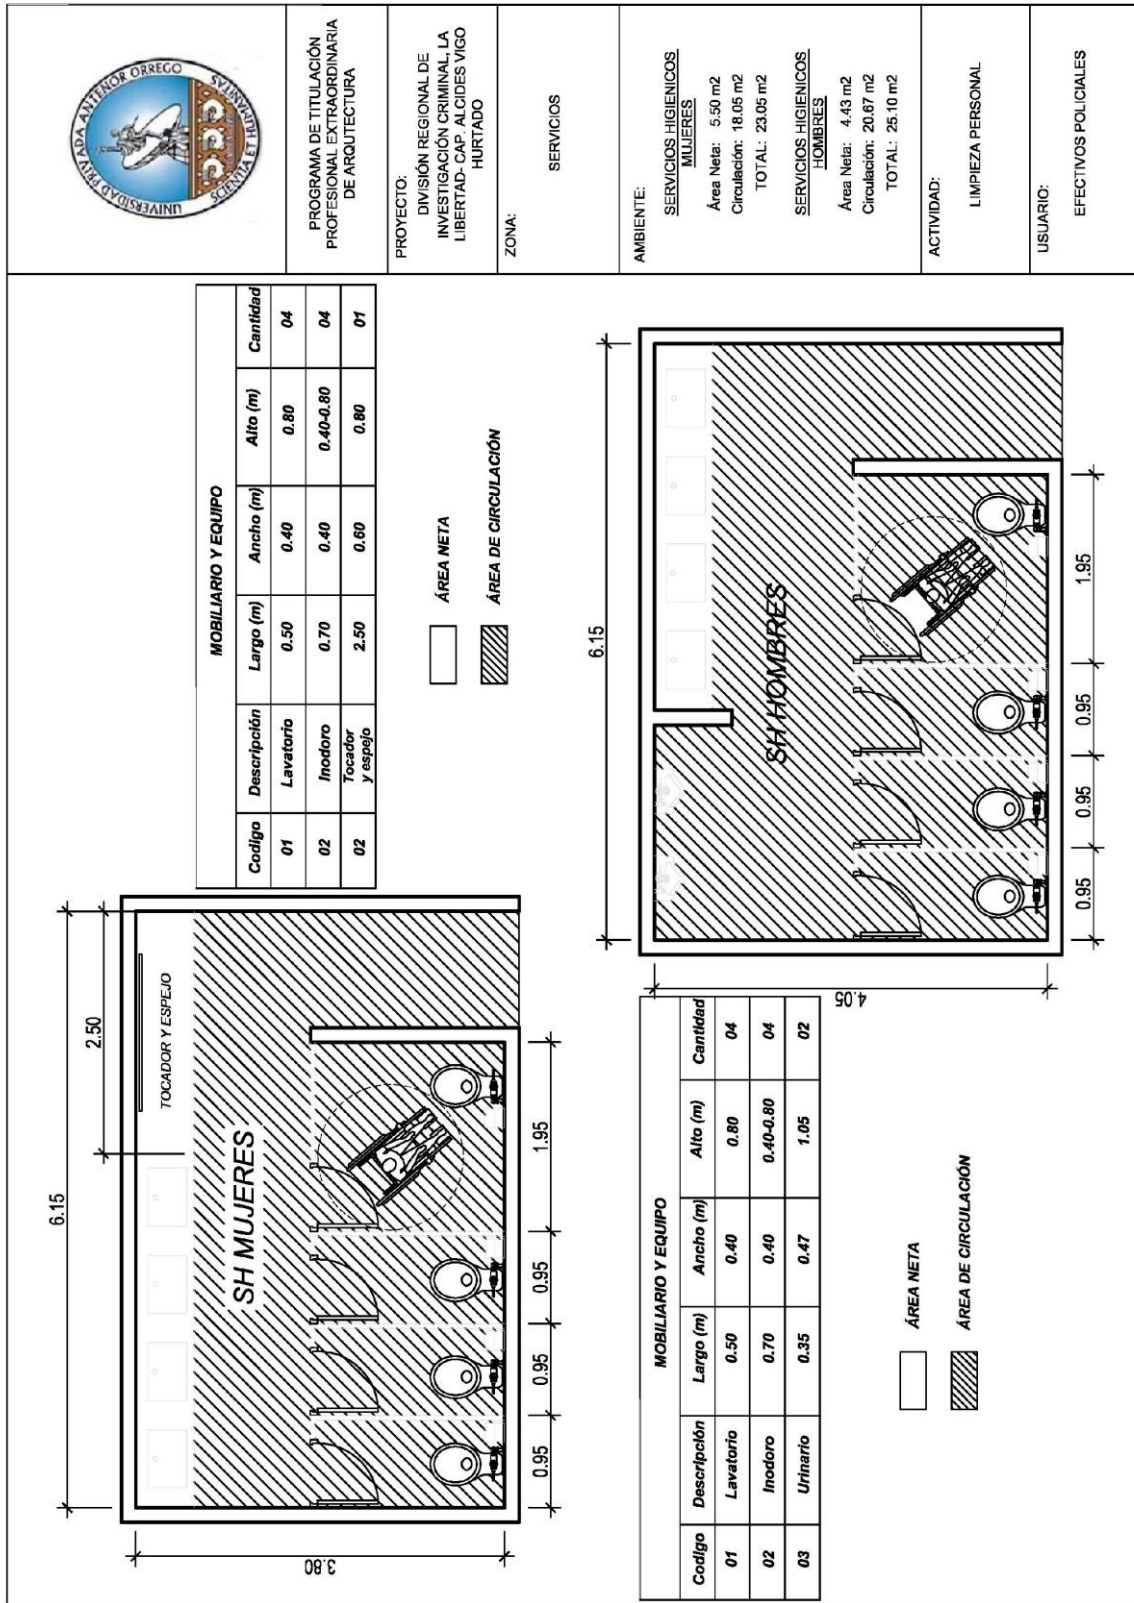 6.15
2.50
TOCADOR Y ESPEJO
SH MUJERES
3.80
0.95
0.95
0.95
1.95
MOBILIARIO Y EQUIPO
Codigo Descripción Largo (m) Ancho (m) Alto (m) Cantidad
01 Lavatorio 0.50 0.40 0.80 04
02 Inodoro 0.70 0.40 0.40-0.80 04
02 Tocador y espejo 2.50 0.60 0.80 01
ÁREA NETA
ÁREA DE CIRCULACIÓN
MOBILIARIO Y EQUIPO
Codigo Descripción Largo (m) Ancho (m) Alto (m) Cantidad
01 Lavatorio 0.50 0.40 0.80 04
02 Inodoro 0.70 0.40 0.40-0.80 04
03 Urinario 0.35 0.47 1.05 02
ÁREA NETA
ÁREA DE CIRCULACIÓN
6.15
SH HOMBRES
4.05
0.95
0.95
0.95
1.95
UNIVERSIDAD PRIVADA ANTENOR ORREGO
SCIENTIA ET HUMANITAS
PROGRAMA DE TITULACIÓN
PROFESIONAL EXTRAORDINARIA
DE ARQUTECTURA
PROYECTO:
DIVISIÓN REGIONAL DE
INVESTIGACIÓN CRIMINAL, LA
LIBERTAD- CAP. ALCIDES VIGO
HURTADO
ZONA:
SERVICIOS
AMBIENTE:
SERVICIOS HIGIENICOS
MUJERES
Área Neta: 5.50 m2
Circulación: 18.05 m2
TOTAL: 23.05 m2
SERVICIOS HIGIENICOS
HOMBRES
Área Neta: 4.43 m2
Circulación: 20.67 m2
TOTAL: 25.10 m2
ACTIVIDAD:
LIMPIEZA PERSONAL
USUARIO:
EFECTIVOS POLICIALES